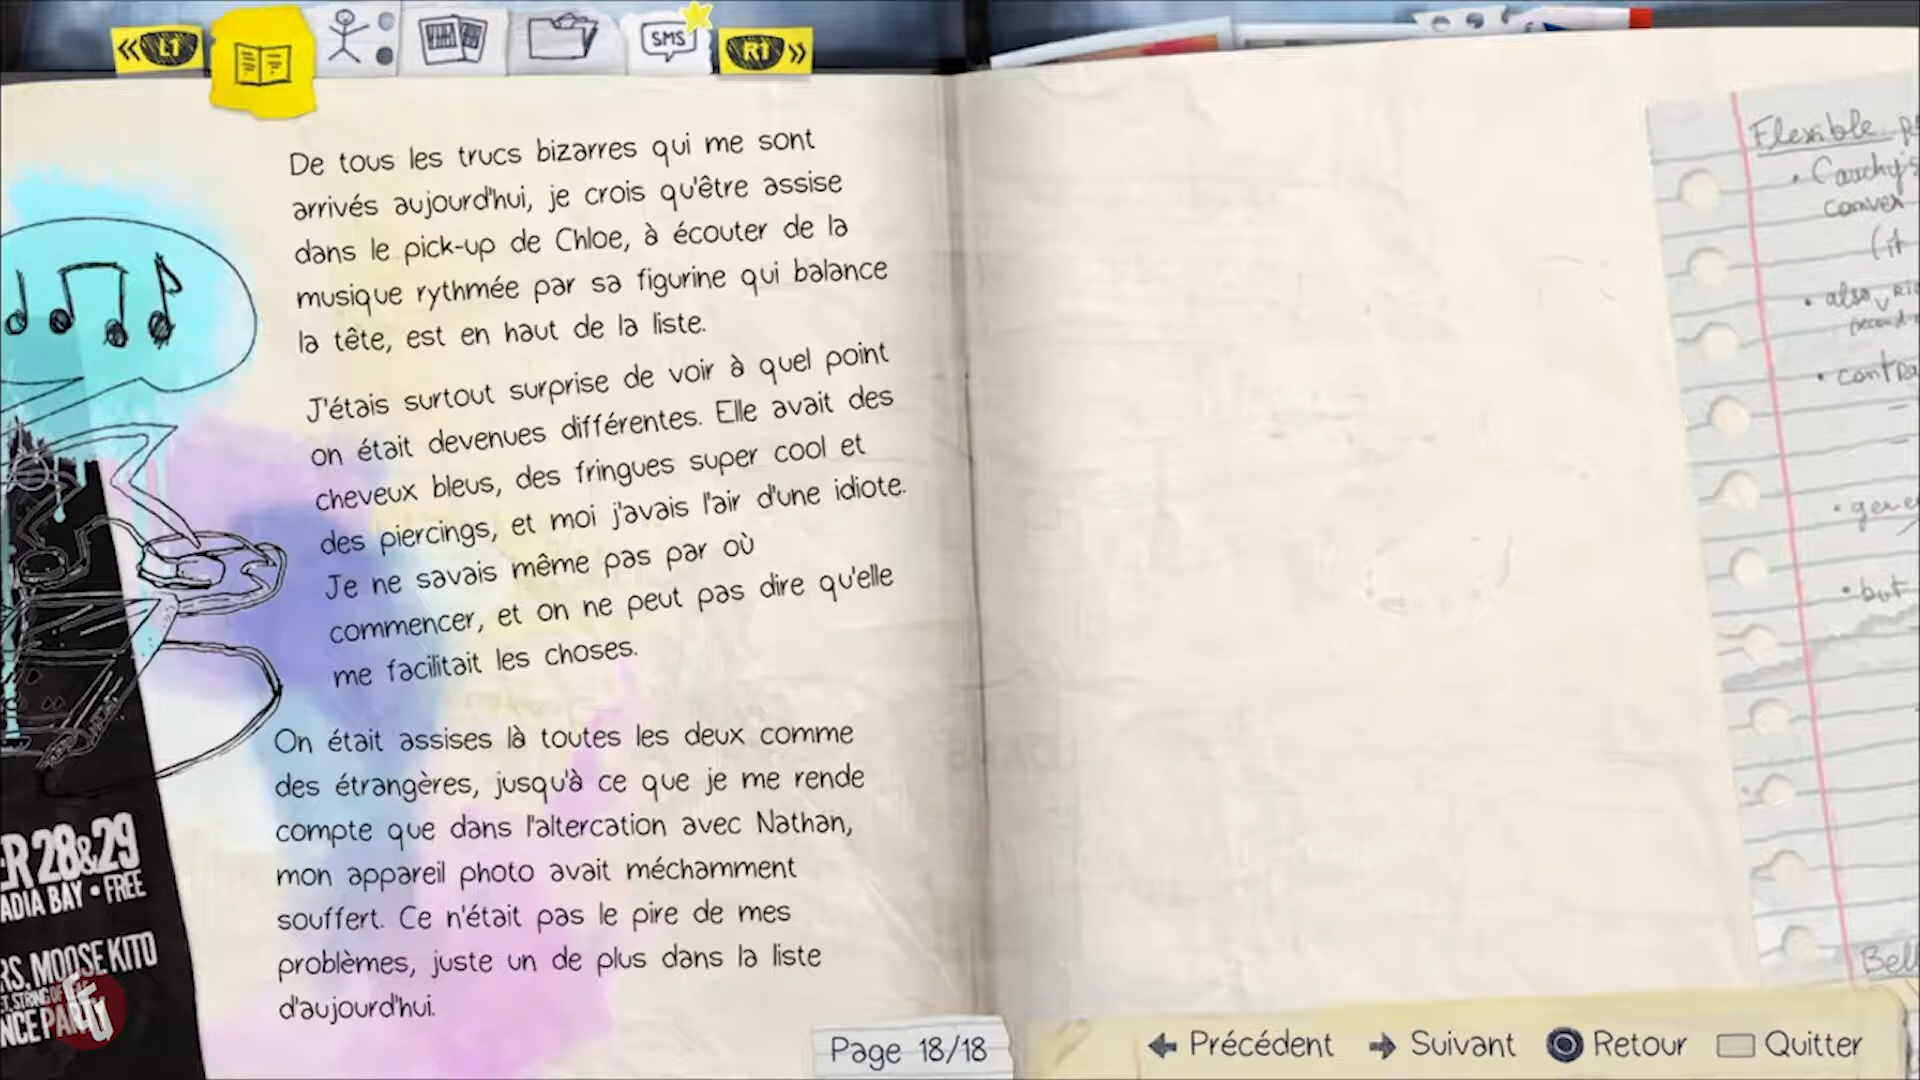 L1
SMS
R1
De tous les trucs bizarres qui me sont
arrivés aujourd'hui, je crois qu'être assise
dans le pick-up de Chloe, à écouter de la
musique rythmée par sa figurine qui balance
la tête, est en haut de la liste.
J'étais surtout surprise de voir à quel point
on était devenues différentes. Elle avait des
cheveux bleus, des fringues super cool et
des piercings, et moi j'avais l'air d'une idiote.
Je ne savais même pas par où
commencer, et on ne peut pas dire qu'elle
me facilitait les choses.
On était assises là toutes les deux comme
des étrangères, jusqu'à ce que je me rende
compte que dans l'altercation avec Nathan,
mon appareil photo avait méchamment
souffert. Ce n'était pas le pire de mes
problèmes, juste un de plus dans la liste
d'aujourd'hui.
ER 28&29
ADIA BAY • FREE
RS. MOOSE KITO
Flexible
• Cauchy's
convex
(it
• also
• contra
• gene
• but
Bell
Page 18/18
Précédent
Suivant
Retour
Quitter